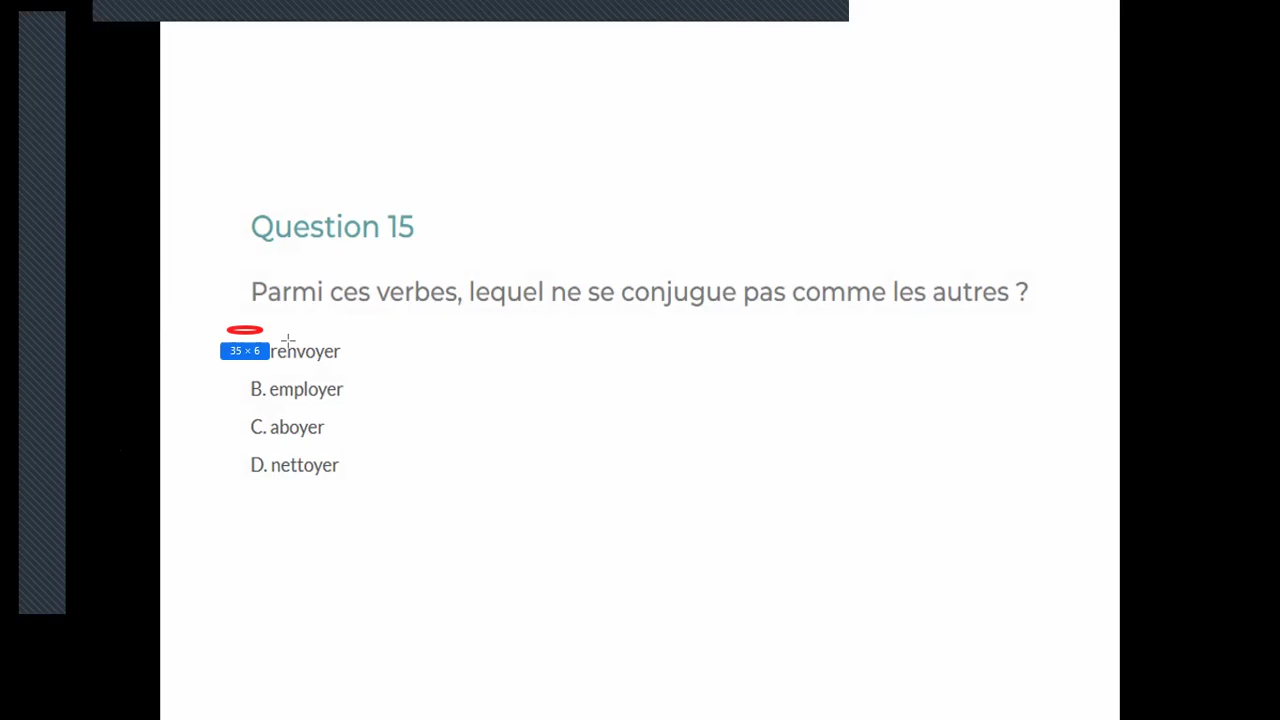 Question 15
Parmi ces verbes, lequel ne se conjugue pas comme les autres ?
35 × 6
renvoyer
B. employer
C. aboyer
D. nettoyer